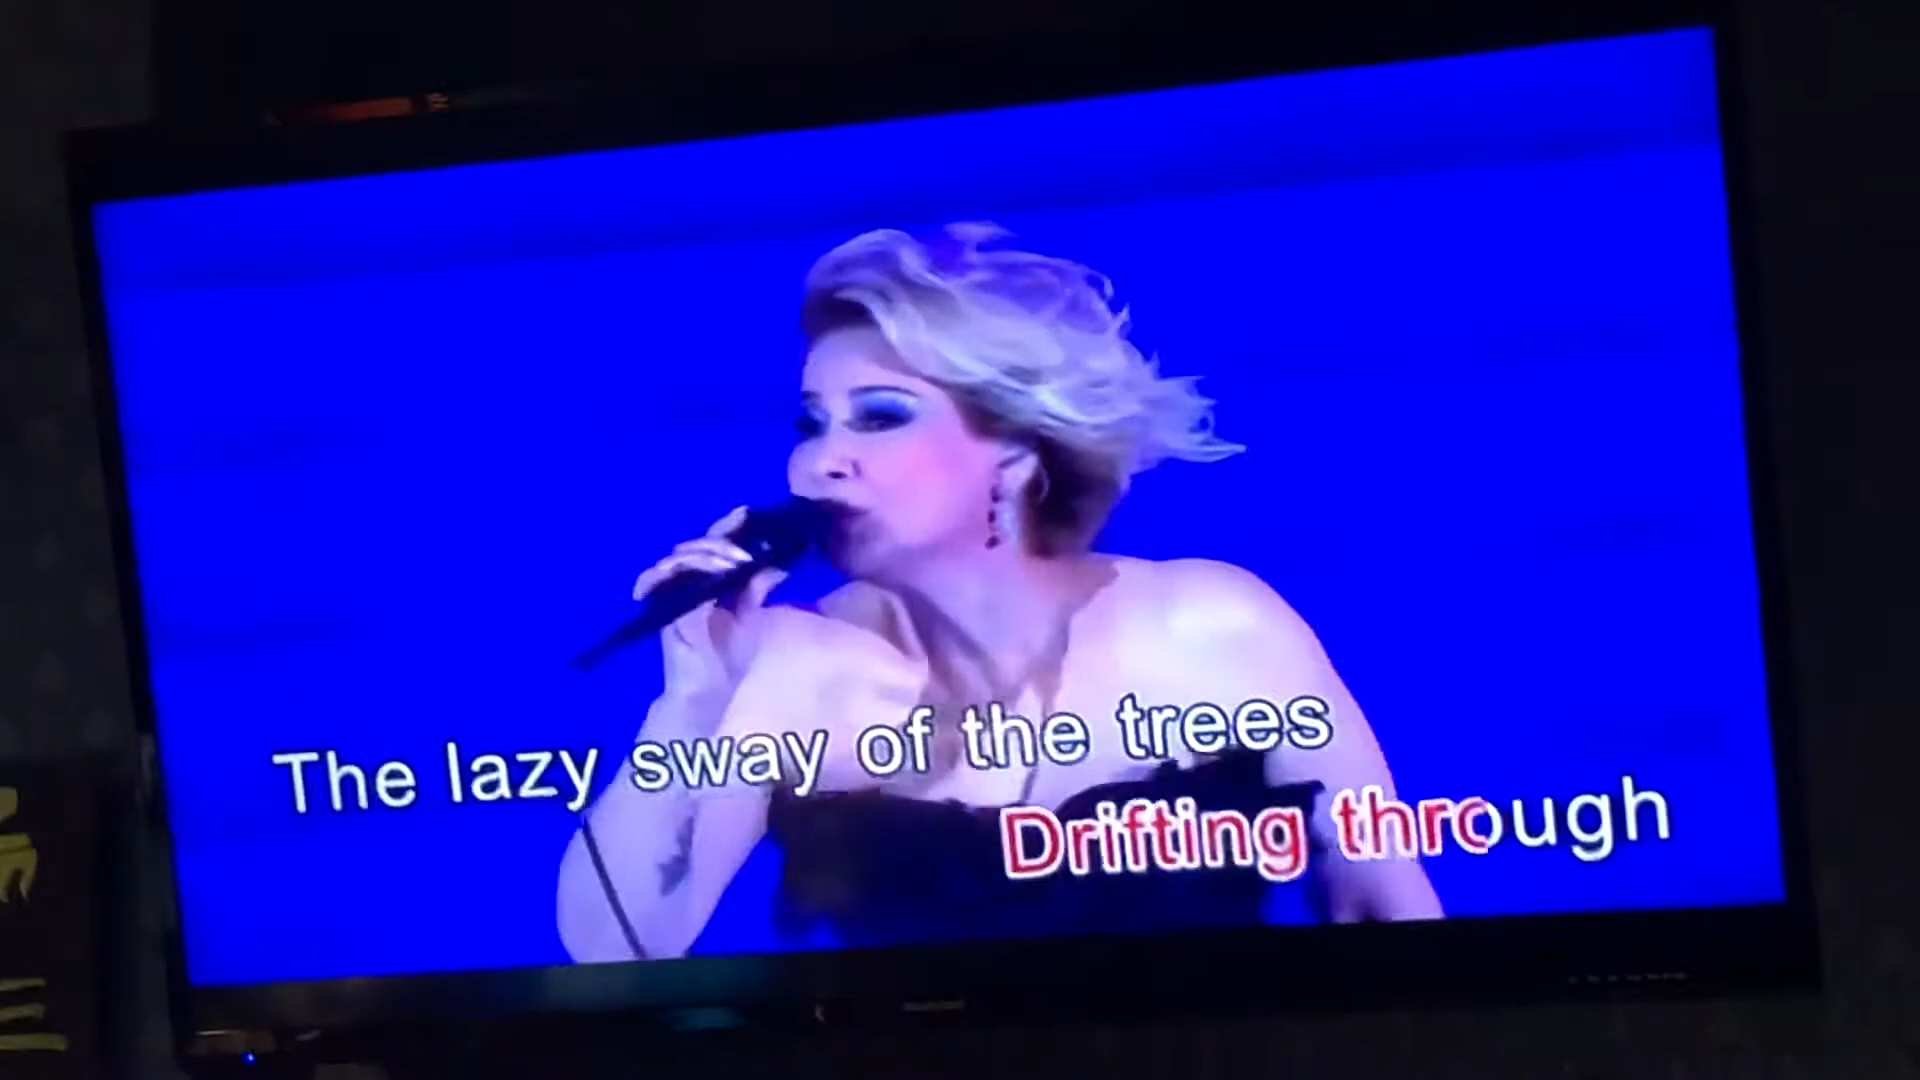 The lazy sway of the trees
Drifting through